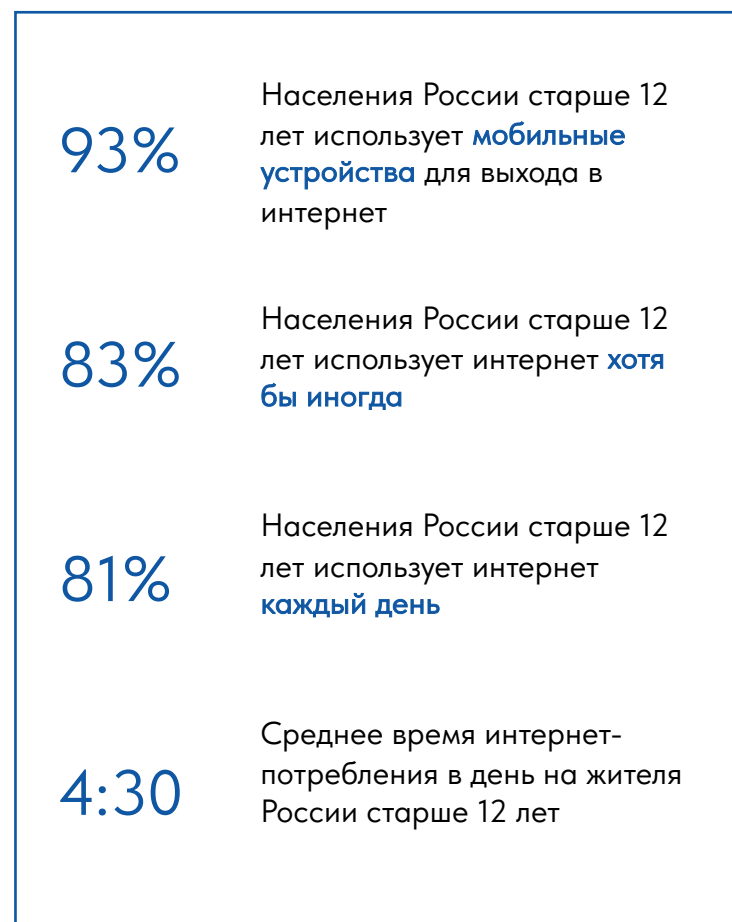 93%
Населения России старше 12
лет использует мобильные
устройства для выхода в
интернет
83%
Населения России старше 12
лет использует интернет хотя
бы иногда
81%
Населения России старше 12
лет использует интернет
каждый день
4:30
Среднее время интернет-
потребления в день на жителя
России старше 12 лет